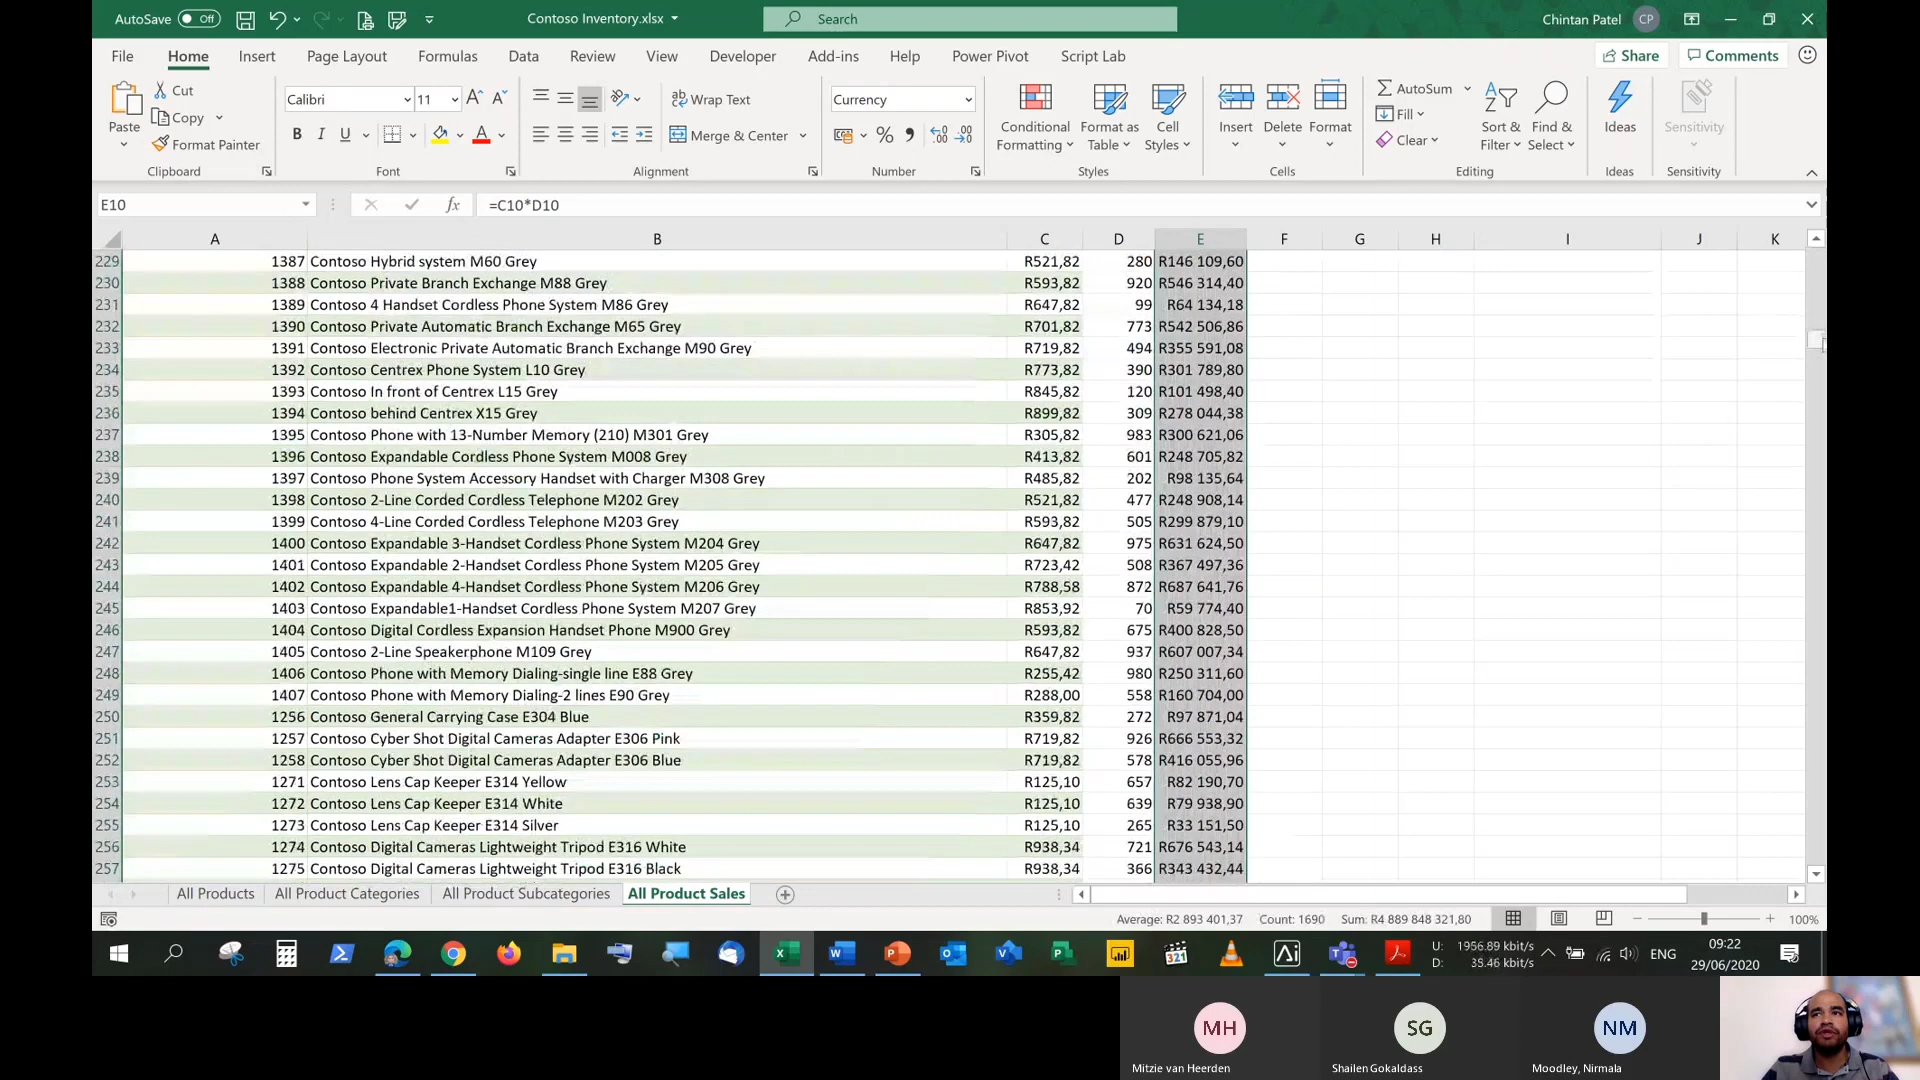 AutoSave Off Contoso Inventory.xlsx Search Chintan Patel CP
File Home Insert Page Layout Formulas Data Review View Developer Add-ins Help Power Pivot Script Lab Share Comments
Cut Calibri 11 Wrap Text Currency AutoSum
Paste Copy Fill
Format Painter B I U Merge & Center % Conditional Formatting Format as Table Cell Styles Insert Delete Format Clear Sort & Filter Find & Select Ideas Sensitivity
Clipboard Font Alignment Number Styles Cells Editing Ideas Sensitivity
E10 fx =C10*D10
A B C D E F G H I J K
229 1387 Contoso Hybrid system M60 Grey R521,82 280 R146 109,60
230 1388 Contoso Private Branch Exchange M88 Grey R593,82 920 R546 314,40
231 1389 Contoso 4 Handset Cordless Phone System M86 Grey R647,82 99 R64 134,18
232 1390 Contoso Private Automatic Branch Exchange M65 Grey R701,82 773 R542 506,86
233 1391 Contoso Electronic Private Automatic Branch Exchange M90 Grey R719,82 494 R355 591,08
234 1392 Contoso Centrex Phone System L10 Grey R773,82 390 R301 789,80
235 1393 Contoso In front of Centrex L15 Grey R845,82 120 R101 498,40
236 1394 Contoso behind Centrex X15 Grey R899,82 309 R278 044,38
237 1395 Contoso Phone with 13-Number Memory (210) M301 Grey R305,82 983 R300 621,06
238 1396 Contoso Expandable Cordless Phone System M008 Grey R413,82 601 R248 705,82
239 1397 Contoso Phone System Accessory Handset with Charger M308 Grey R485,82 202 R98 135,64
240 1398 Contoso 2-Line Corded Cordless Telephone M202 Grey R521,82 477 R248 908,14
241 1399 Contoso 4-Line Corded Cordless Telephone M203 Grey R593,82 505 R299 879,10
242 1400 Contoso Expandable 3-Handset Cordless Phone System M204 Grey R647,82 975 R631 624,50
243 1401 Contoso Expandable 2-Handset Cordless Phone System M205 Grey R723,42 508 R367 497,36
244 1402 Contoso Expandable 4-Handset Cordless Phone System M206 Grey R788,58 872 R687 641,76
245 1403 Contoso Expandable1-Handset Cordless Phone System M207 Grey R853,92 70 R59 774,40
246 1404 Contoso Digital Cordless Expansion Handset Phone M900 Grey R593,82 675 R400 828,50
247 1405 Contoso 2-Line Speakerphone M109 Grey R647,82 937 R607 007,34
248 1406 Contoso Phone with Memory Dialing-single line E88 Grey R255,42 980 R250 311,60
249 1407 Contoso Phone with Memory Dialing-2 lines E90 Grey R288,00 558 R160 704,00
250 1256 Contoso General Carrying Case E304 Blue R359,82 272 R97 871,04
251 1257 Contoso Cyber Shot Digital Cameras Adapter E306 Pink R719,82 926 R666 553,32
252 1258 Contoso Cyber Shot Digital Cameras Adapter E306 Blue R719,82 578 R416 055,96
253 1271 Contoso Lens Cap Keeper E314 Yellow R125,10 657 R82 190,70
254 1272 Contoso Lens Cap Keeper E314 White R125,10 639 R79 938,90
255 1273 Contoso Lens Cap Keeper E314 Silver R125,10 265 R33 151,50
256 1274 Contoso Digital Cameras Lightweight Tripod E316 White R938,34 721 R676 543,14
257 1275 Contoso Digital Cameras Lightweight Tripod E316 Black R938,34 366 R343 432,44
All Products All Product Categories All Product Subcategories All Product Sales
Average: R2 893 401,37 Count: 1690 Sum: R4 889 848 321,80 100%
U: 1956.89 kbit/s
D: 35.46 kbit/s
ENG
09:22
29/06/2020
MH SG NM
Mitzie van Heerden Shailen Gokaldass Moodley, Nirmala